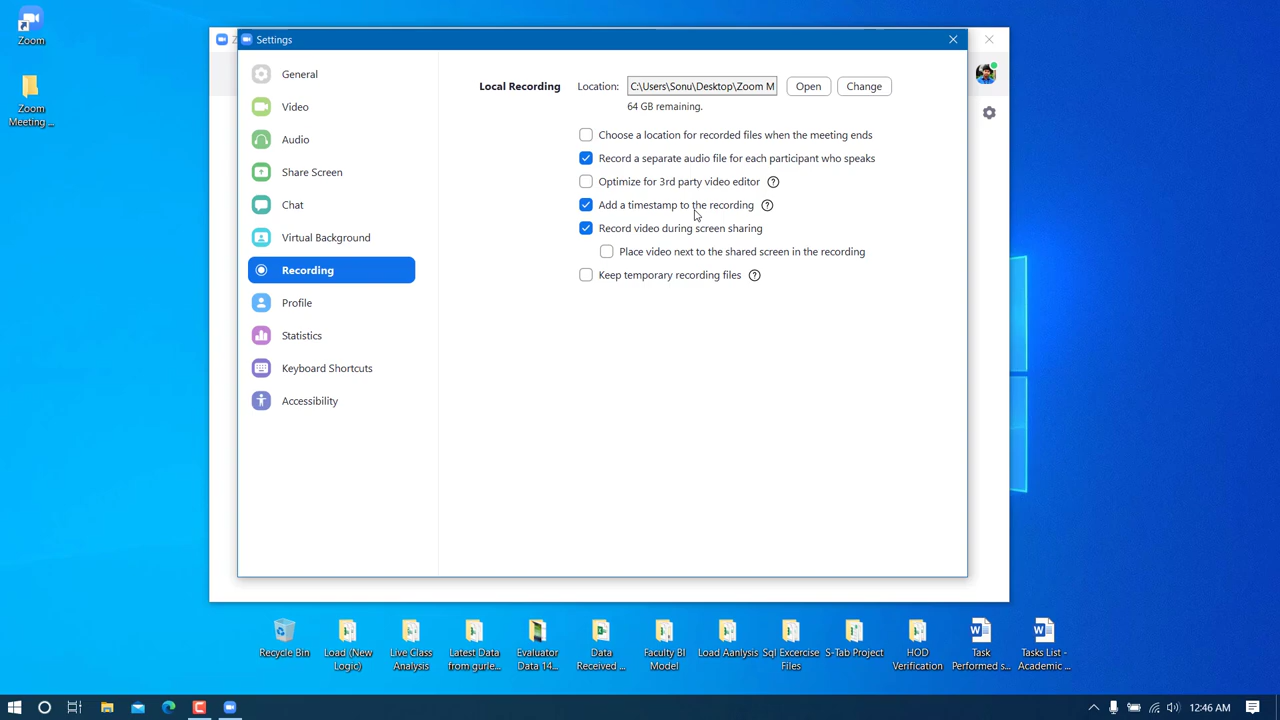 Zoom
Zoom
Meeting ...
Settings
General
Video
Audio
Share Screen
Chat
Virtual Background
Recording
Profile
Statistics
Keyboard Shortcuts
Accessibility
Local Recording Location: C:\Users\Sonu\Desktop\Zoom M Open Change
64 GB remaining.
Choose a location for recorded files when the meeting ends
Record a separate audio file for each participant who speaks
Optimize for 3rd party video editor
Add a timestamp to the recording
Record video during screen sharing
Place video next to the shared screen in the recording
Keep temporary recording files
Recycle Bin
Load (New
Logic)
Live Class
Analysis
Latest Data
from gurle...
Evaluator
Data 14...
Data
Received ...
Faculty BI
Model
Load Aanlysis
Sql Excercise
Files
S-Tab Project
HOD
Verification
Task
Performed s...
Tasks List -
Academic ...
12:46 AM